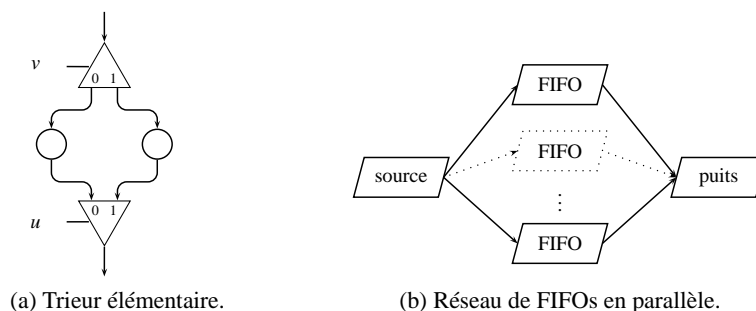 v
0 1
0 1
u
(a) Trieur élémentaire.
FIFO
FIFO
source
puits
⋮
FIFO
(b) Réseau de FIFOs en parallèle.